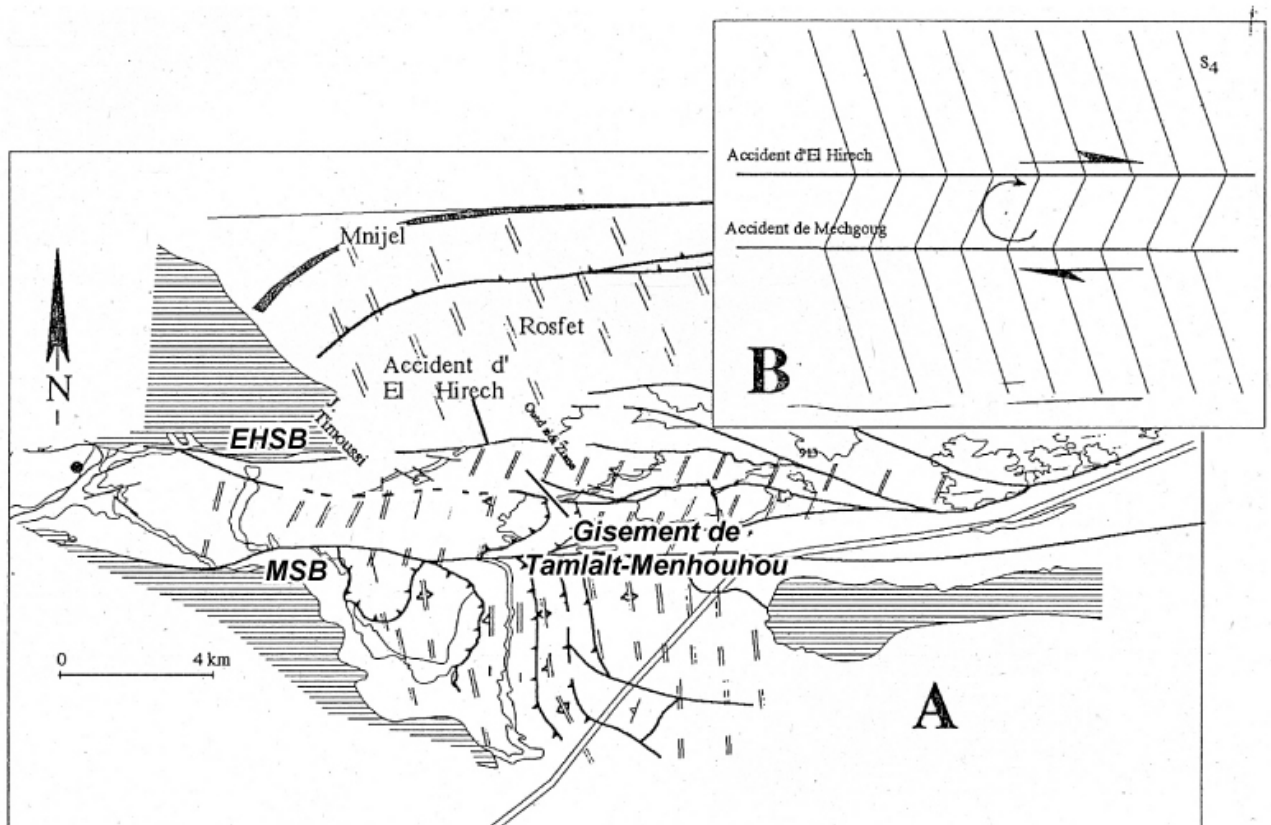 S4
Accident d'El Hirech
Accident de Mechgoug
B
Mnijel
Rosfet
Accident d'
El Hirech
N
J. Timoussi
EHSB
913
Gisement de
Tamlalt-Menhouhou
MSB
0 4 km
A